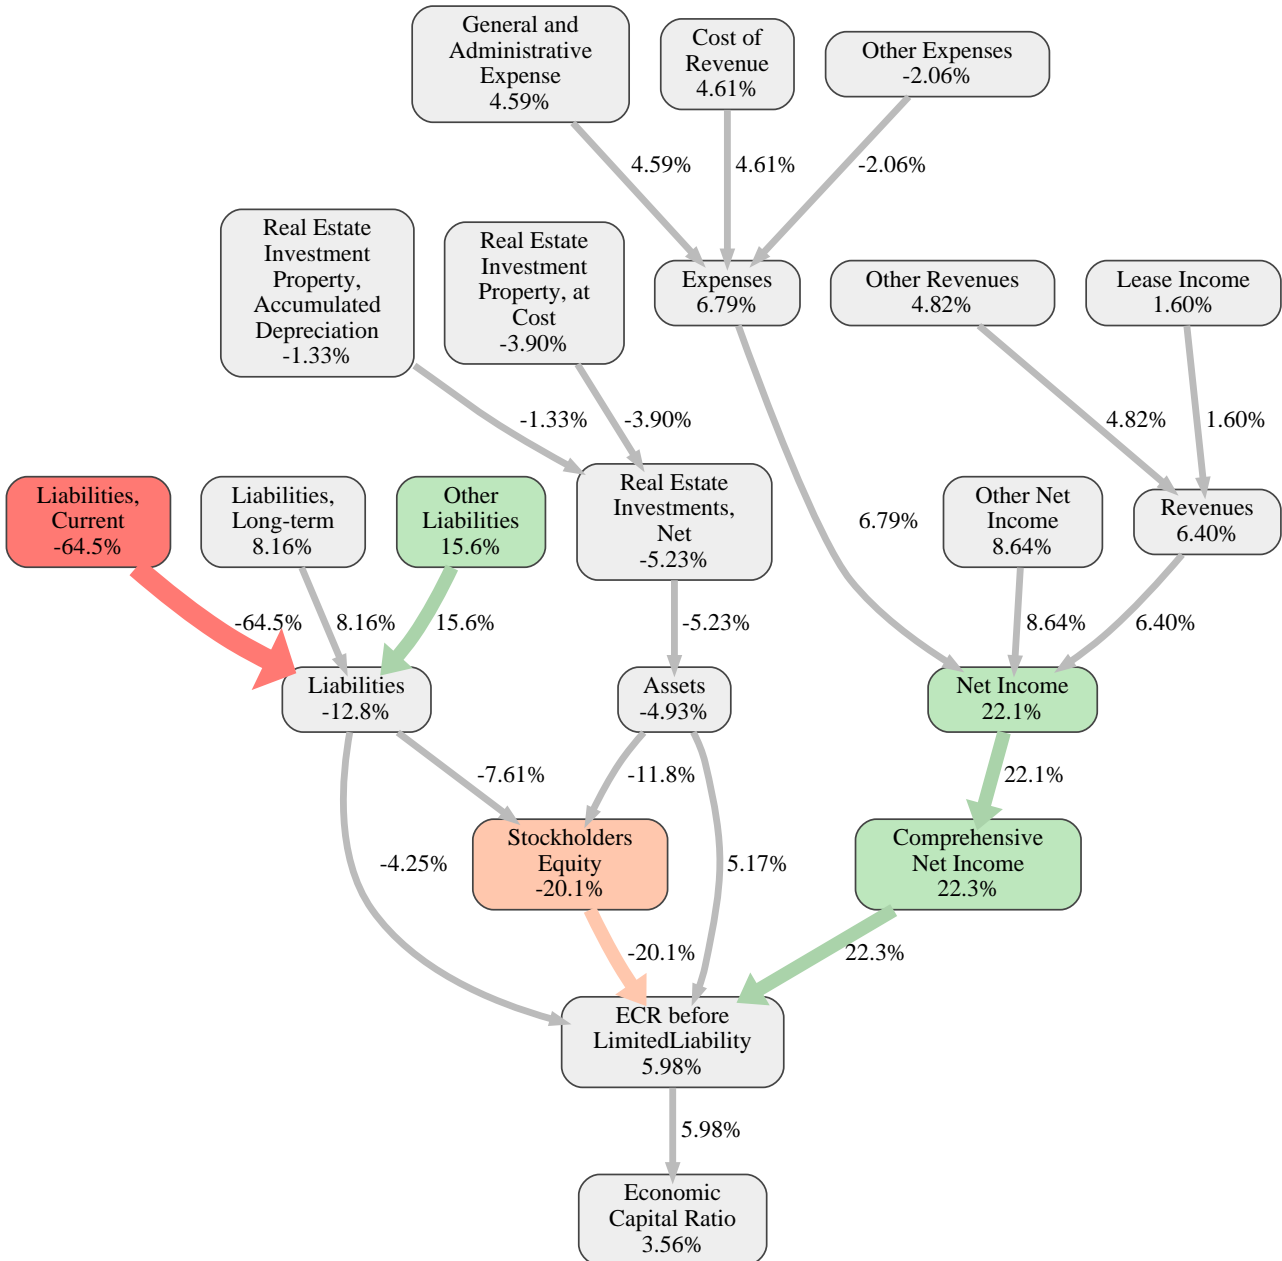 General and
Administrative
Expense
4.59%
Cost of
Revenue
4.61%
Other Expenses
-2.06%
4.59%
4.61%
-2.06%
Real Estate
Investment
Property,
Accumulated
Depreciation
-1.33%
Real Estate
Investment
Property, at
Cost
-3.90%
Expenses
6.79%
Other Revenues
4.82%
Lease Income
1.60%
-1.33%
-3.90%
4.82%
1.60%
Liabilities,
Current
-64.5%
Liabilities,
Long-term
8.16%
Other
Liabilities
15.6%
Real Estate
Investments,
Net
-5.23%
6.79%
Other Net
Income
8.64%
Revenues
6.40%
-64.5%
8.16%
15.6%
-5.23%
8.64%
6.40%
Liabilities
-12.8%
Assets
-4.93%
Net Income
22.1%
-7.61%
-11.8%
22.1%
-4.25%
Stockholders
Equity
-20.1%
5.17%
Comprehensive
Net Income
22.3%
-20.1%
22.3%
ECR before
LimitedLiability
5.98%
5.98%
Economic
Capital Ratio
3.56%